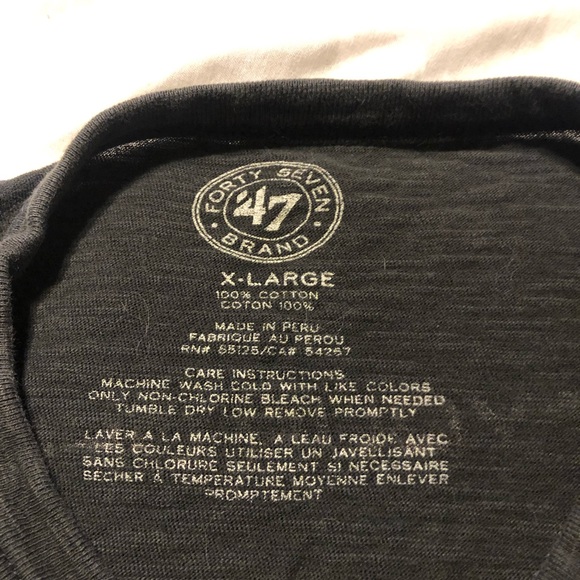 FORTY SEVEN
'47
BRAND
X-LARGE
100% COTTON
COTON 100%
MADE IN PERU
FABRIQUE AU PEROU
RN# 55125/CA# 54267
CARE INSTRUCTIONS
MACHINE WASH COLD WITH LIKE COLORS
ONLY NON-CHLORINE BLEACH WHEN NEEDED
TUMBLE DRY LOW REMOVE PROMPTLY
LAVER A LA MACHINE, A LEAU FROIDE AVEC
LES COULEURS UTILISER UN JAVELLISANT
SANS CHLORURE SEULEMENT SI NECESSAIRE
SECHER A TEMPERATURE MOYENNE ENLEVER
PROMPTEMENT